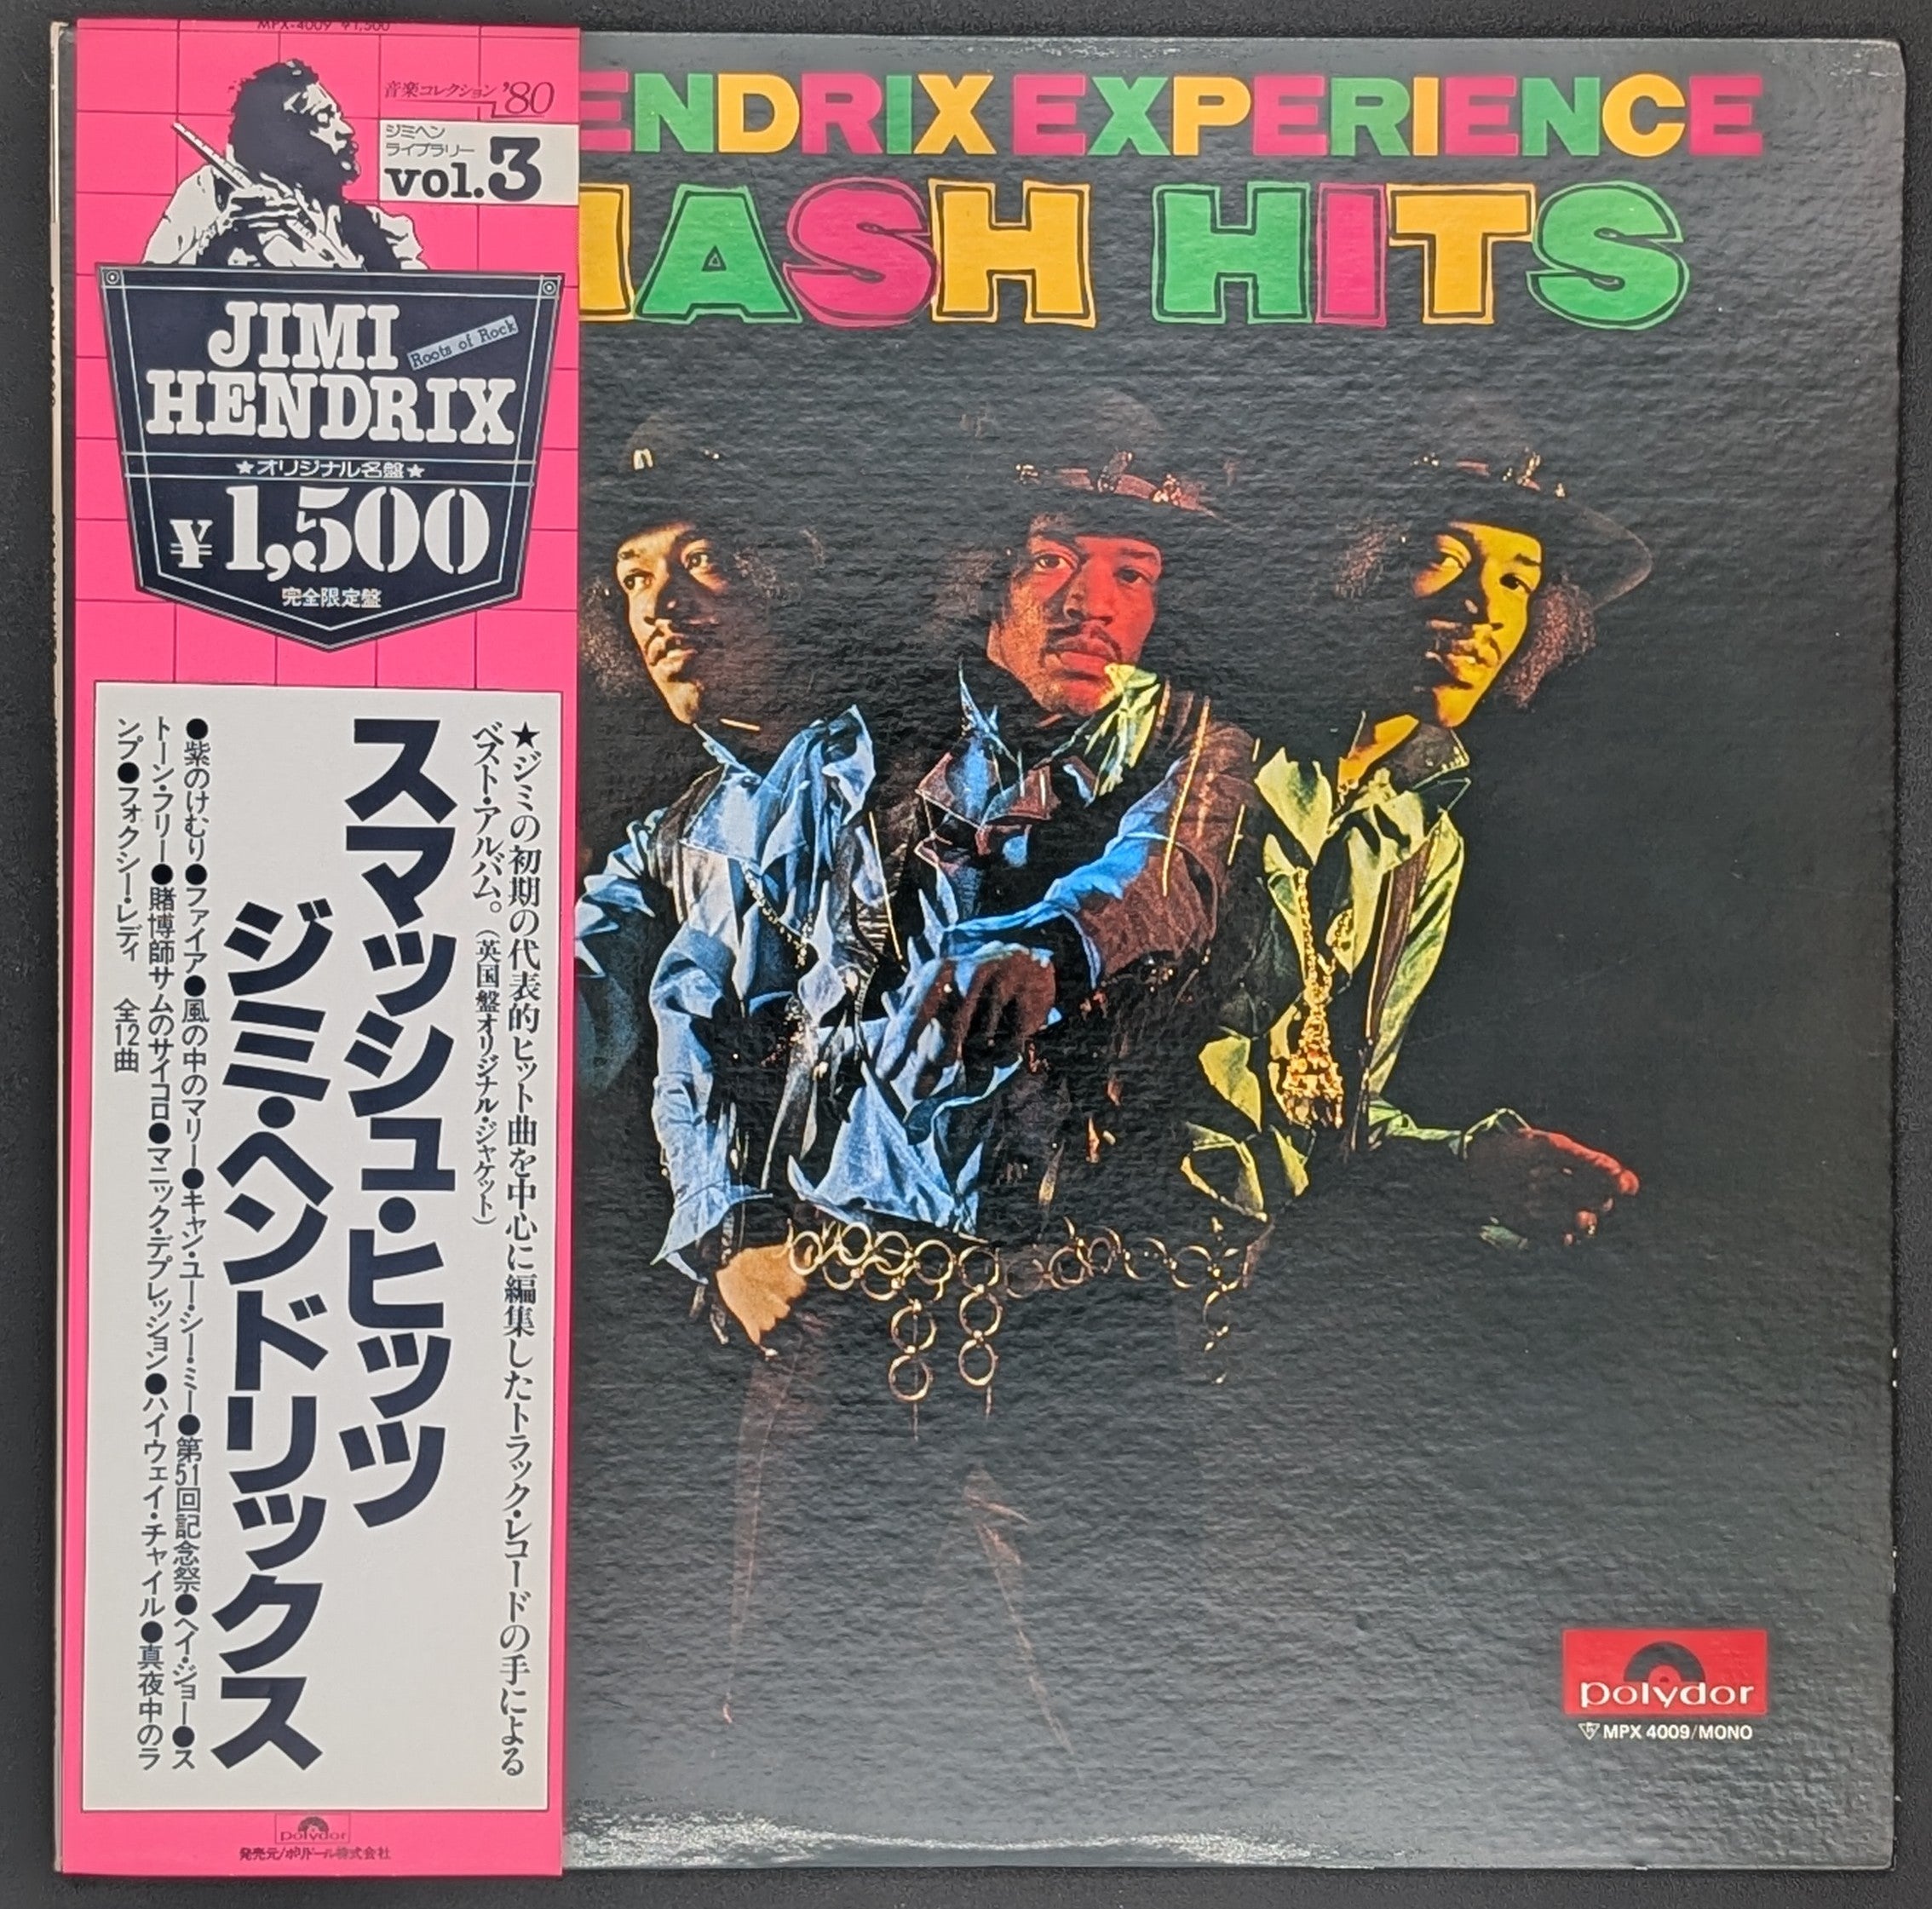 MPX-4009 ¥1,500
音楽コレクション'80
ジミヘン
ライブラリー
vol.3
JIMI
HENDRIX
Roots of Rock
★オリジナル名盤★
¥1,500
完全限定盤
★ジミの初期の代表的ヒット曲を中心に編集したトラック・レコードの手による
ベスト・アルバム。(英国盤オリジナル・ジャケット)
スマッシュ・ヒッツ
ジミ・ヘンドリックス
●紫のけむり●ファイア●風の中のマリー●キャン・ユー・シー・ミー●第51回記念祭●ヘイ・ジョー●ス
トーン・フリー●賭博師サムのサイコロ●マニック・デプレッション●ハイウェイ・チャイル●真夜中のラ
ンプ●フォクシー・レディ 全12曲
polydor
発売元/ポリドール株式会社
ENDRIX EXPERIENCE
ASH HITS
polydor
MPX 4009/MONO